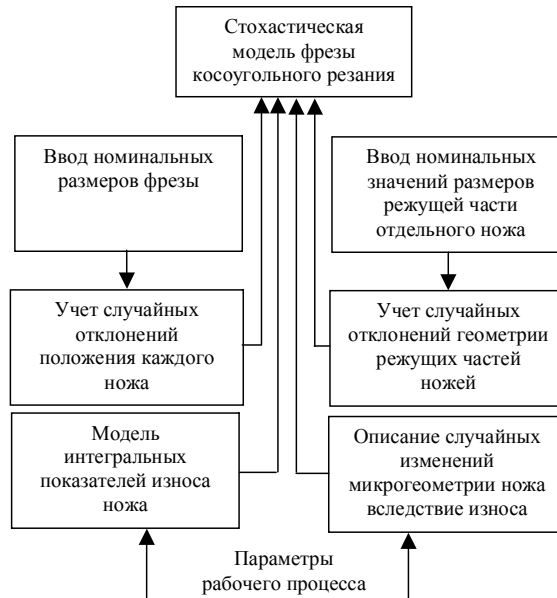 Стохастическая
модель фрезы
косоугольного резания
Ввод номинальных
размеров фрезы
Ввод номинальных
значений размеров
режущей части
отдельного ножа
Учет случайных
отклонений
положения каждого
ножа
Учет случайных
отклонений геометрии
режущих частей
ножей
Модель
интегральных
показателей износа
ножа
Описание случайных
изменений
микрогеометрии ножа
вследствие износа
Параметры
рабочего процесса